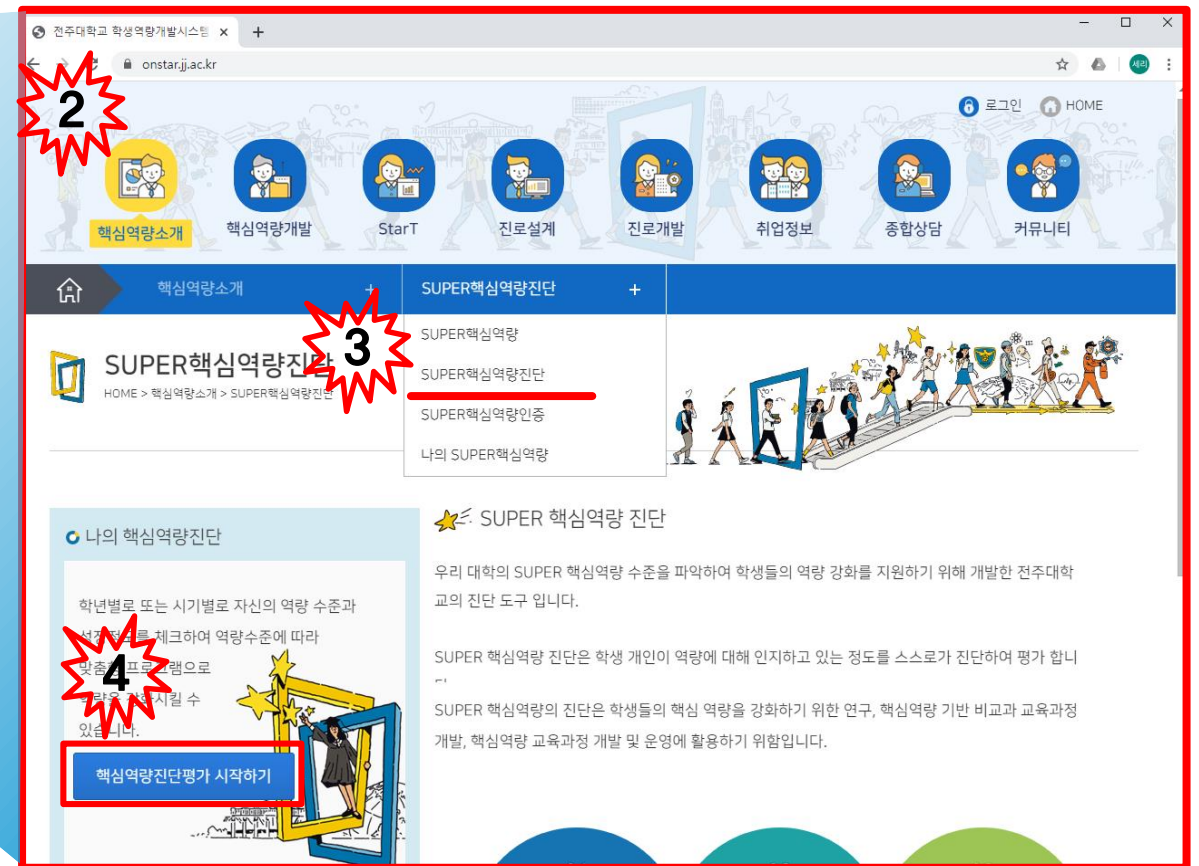 전주대학교 학생역량개발시스템
onstar.jj.ac.kr
세리
2
로그인 HOME
핵심역량소개 핵심역량개발 StarT 진로설계 진로개발 취업정보 종합상담 커뮤니티
핵심역량소개 + SUPER핵심역량진단 +
3
SUPER핵심역량
SUPER핵심역량진단
SUPER핵심역량인증
나의 SUPER핵심역량
SUPER핵심역량진단
HOME > 핵심역량소개 > SUPER핵심역량진단
나의 핵심역량진단
학년별로 또는 시기별로 자신의 역량 수준과
체크하여 역량수준에 따라
4
있습니다.
핵심역량진단평가 시작하기
SUPER 핵심역량 진단
우리 대학의 SUPER 핵심역량 수준을 파악하여 학생들의 역량 강화를 지원하기 위해 개발한 전주대학
교의 진단 도구 입니다.
SUPER 핵심역량 진단은 학생 개인이 역량에 대해 인지하고 있는 정도를 스스로가 진단하여 평가 합니
SUPER 핵심역량의 진단은 학생들의 핵심 역량을 강화하기 위한 연구, 핵심역량 기반 비교과 교육과정
개발, 핵심역량 교육과정 개발 및 운영에 활용하기 위함입니다.